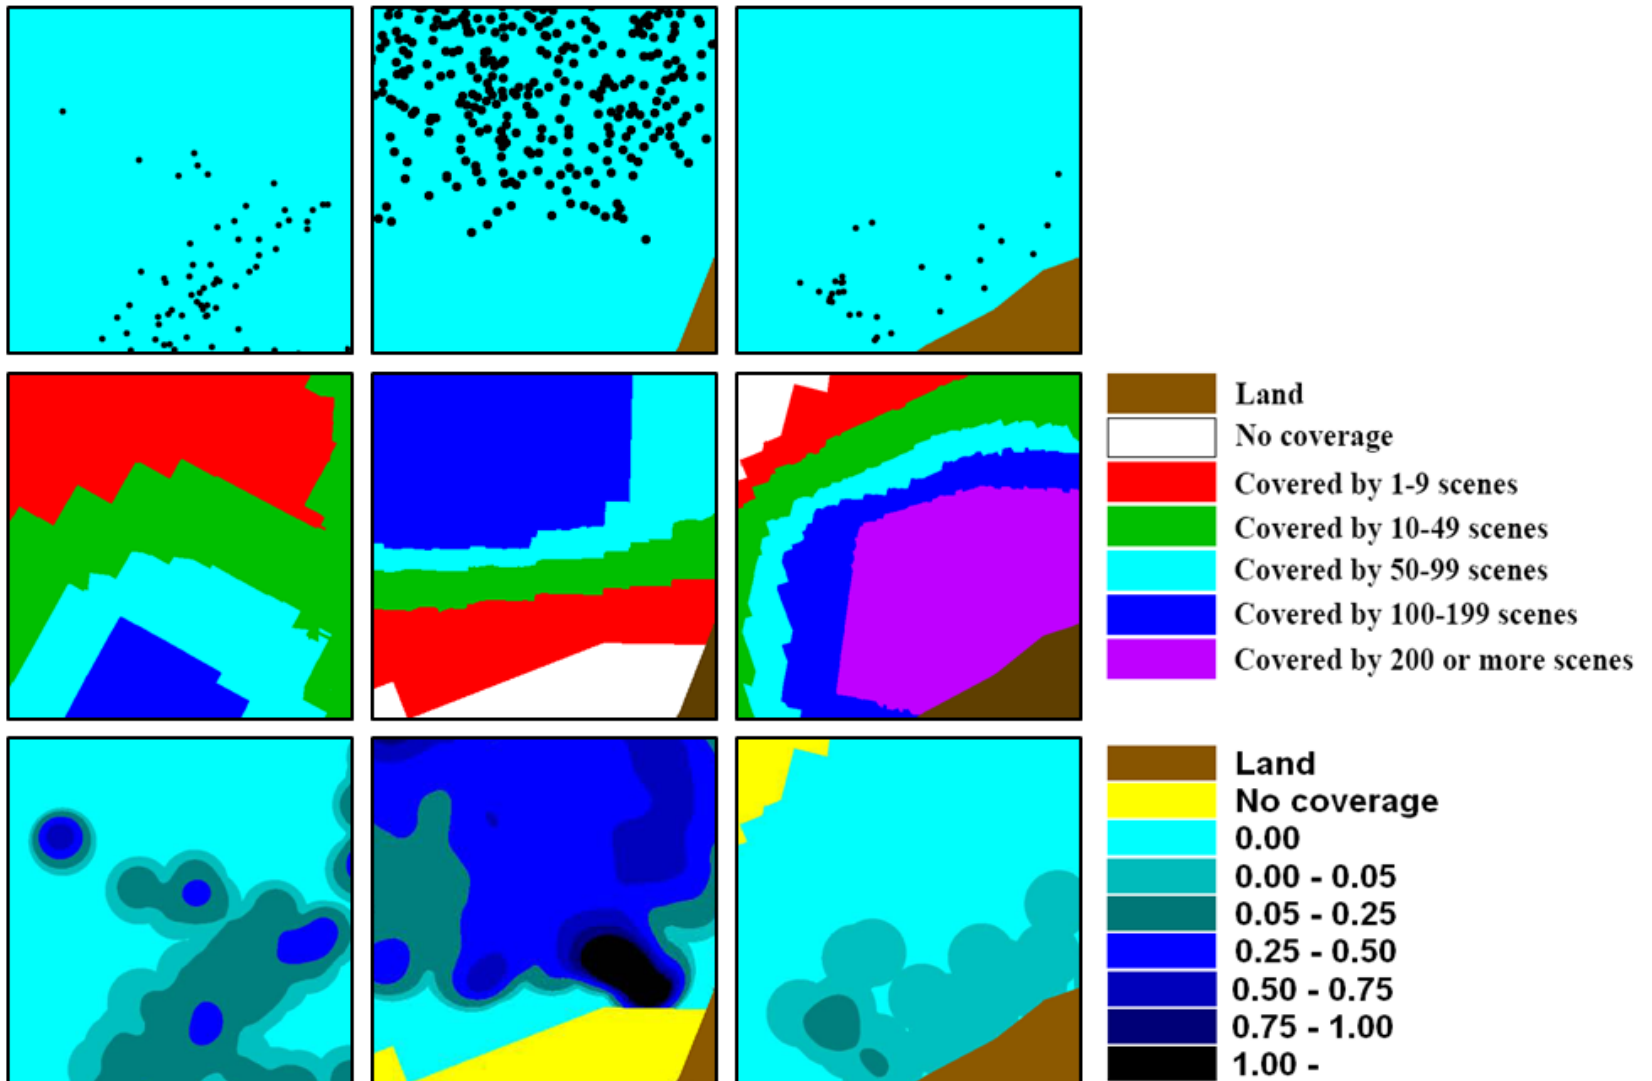 Land
No coverage
Covered by 1-9 scenes
Covered by 10-49 scenes
Covered by 50-99 scenes
Covered by 100-199 scenes
Covered by 200 or more scenes
Land
No coverage
0.00
0.00 - 0.05
0.05 - 0.25
0.25 - 0.50
0.50 - 0.75
0.75 - 1.00
1.00 -